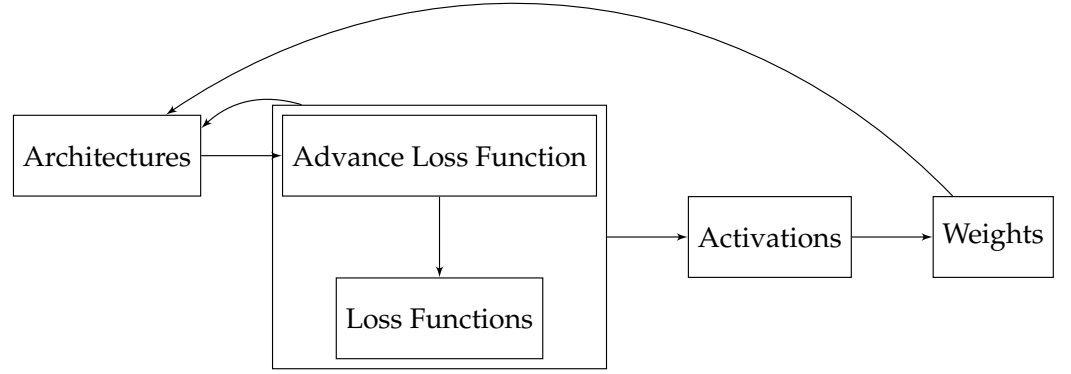 Architectures
Advance Loss Function
Loss Functions
Activations
Weights